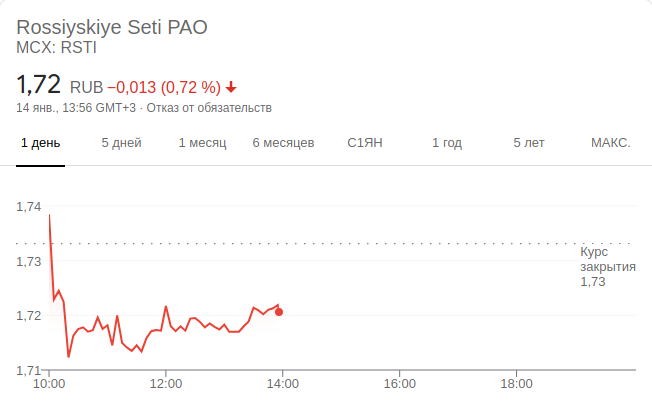 Rossiyskiye Seti PAO
MCX: RSTI
1,72 RUB −0,013 (0,72 %)
14 янв., 13:56 GMT+3 · Отказ от обязательств
1 день 5 дней 1 месяц 6 месяцев С1ЯН 1 год 5 лет МАКС.
1,74
1,73
1,72
1,71
Курс
закрытия
1,73
10:00 12:00 14:00 16:00 18:00